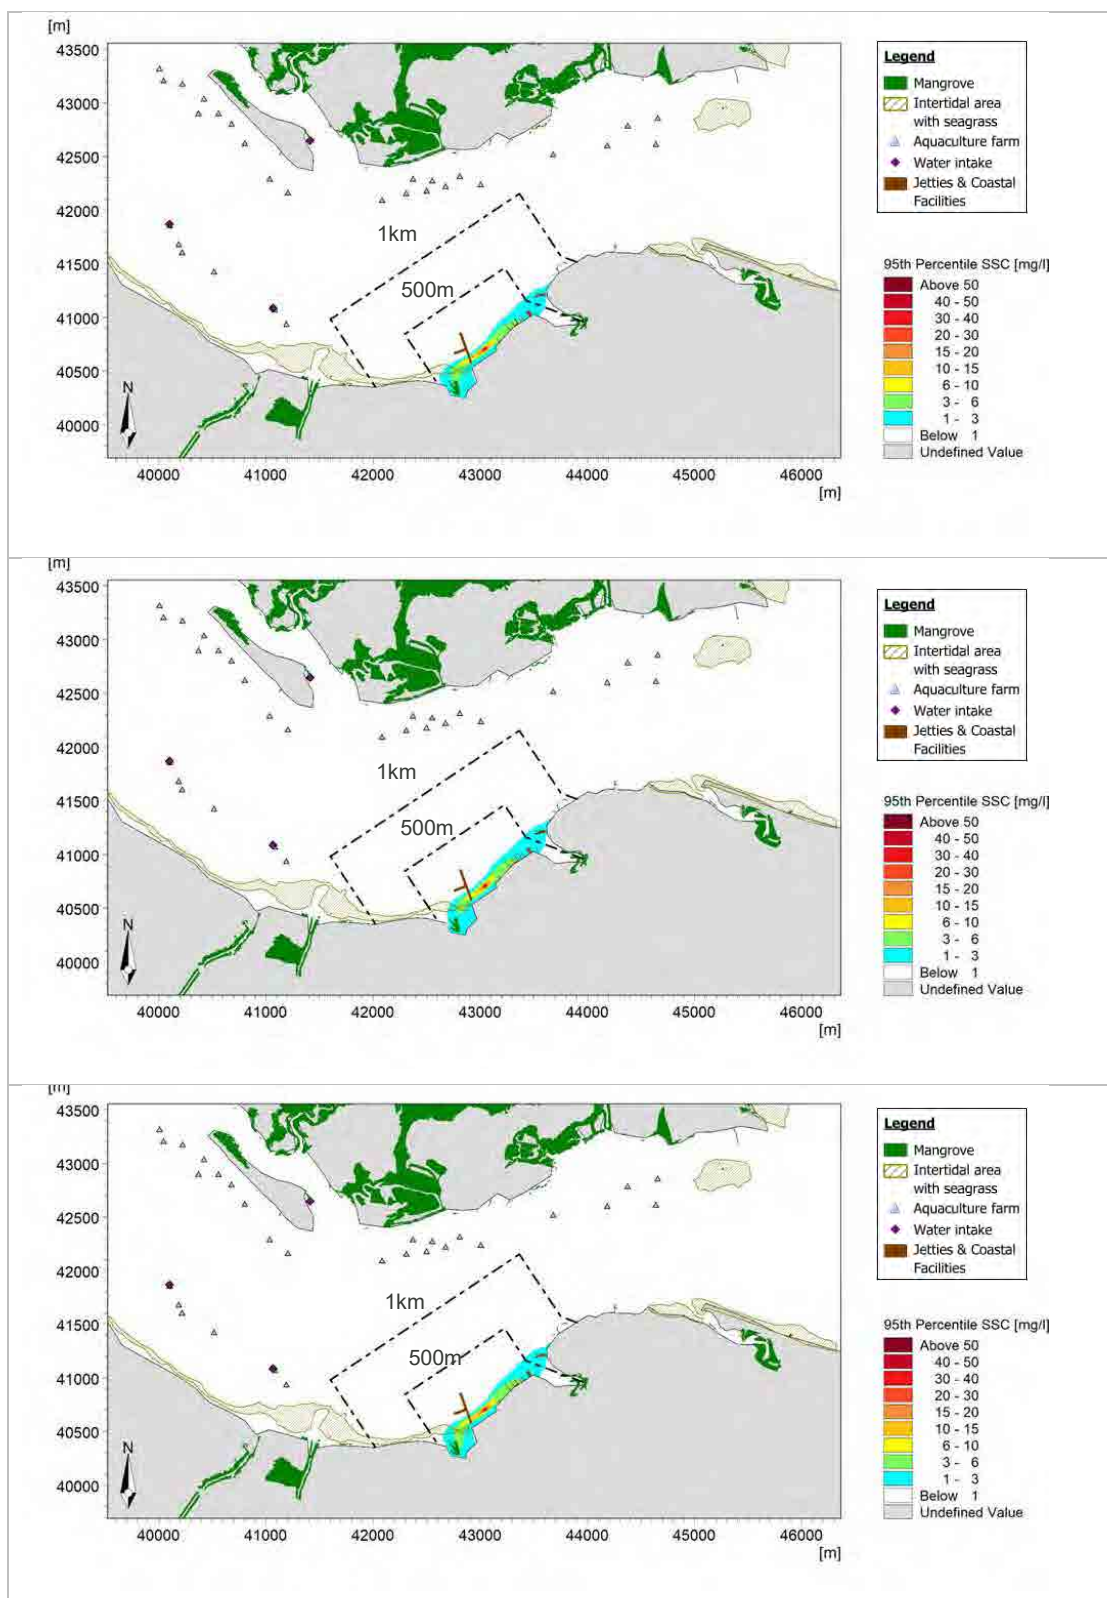 [m]
43500
43000
42500
42000
41500
41000
40500
40000
1km
500m
N
40000 41000 42000 43000 44000 45000 46000
[m]
Legend
Mangrove
Intertidal area
with seagrass
Aquaculture farm
Water intake
Jetties & Coastal
Facilities
95th Percentile SSC [mg/l]
Above 50
40 - 50
30 - 40
20 - 30
15 - 20
10 - 15
6 - 10
3 - 6
1 - 3
Below 1
Undefined Value
[m]
43500
43000
42500
42000
41500
41000
40500
40000
1km
500m
N
40000 41000 42000 43000 44000 45000 46000
[m]
Legend
Mangrove
Intertidal area
with seagrass
Aquaculture farm
Water intake
Jetties & Coastal
Facilities
95th Percentile SSC [mg/l]
Above 50
40 - 50
30 - 40
20 - 30
15 - 20
10 - 15
6 - 10
3 - 6
1 - 3
Below 1
Undefined Value
[m]
43500
43000
42500
42000
41500
41000
40500
40000
1km
500m
N
40000 41000 42000 43000 44000 45000 46000
[m]
Legend
Mangrove
Intertidal area
with seagrass
Aquaculture farm
Water intake
Jetties & Coastal
Facilities
95th Percentile SSC [mg/l]
Above 50
40 - 50
30 - 40
20 - 30
15 - 20
10 - 15
6 - 10
3 - 6
1 - 3
Below 1
Undefined Value